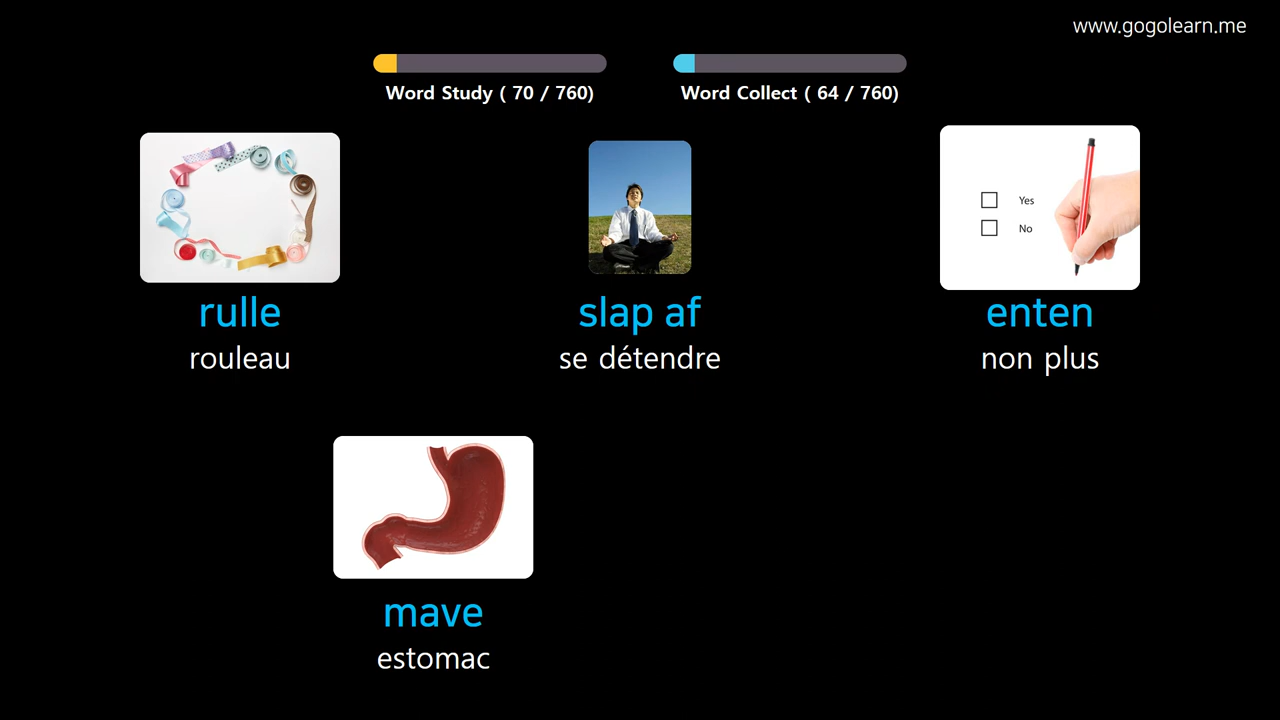 www.gogolearn.me
Word Study ( 70 / 760)
Word Collect ( 64 / 760)
Yes
No
rulle
rouleau
slap af
se détendre
enten
non plus
mave
estomac